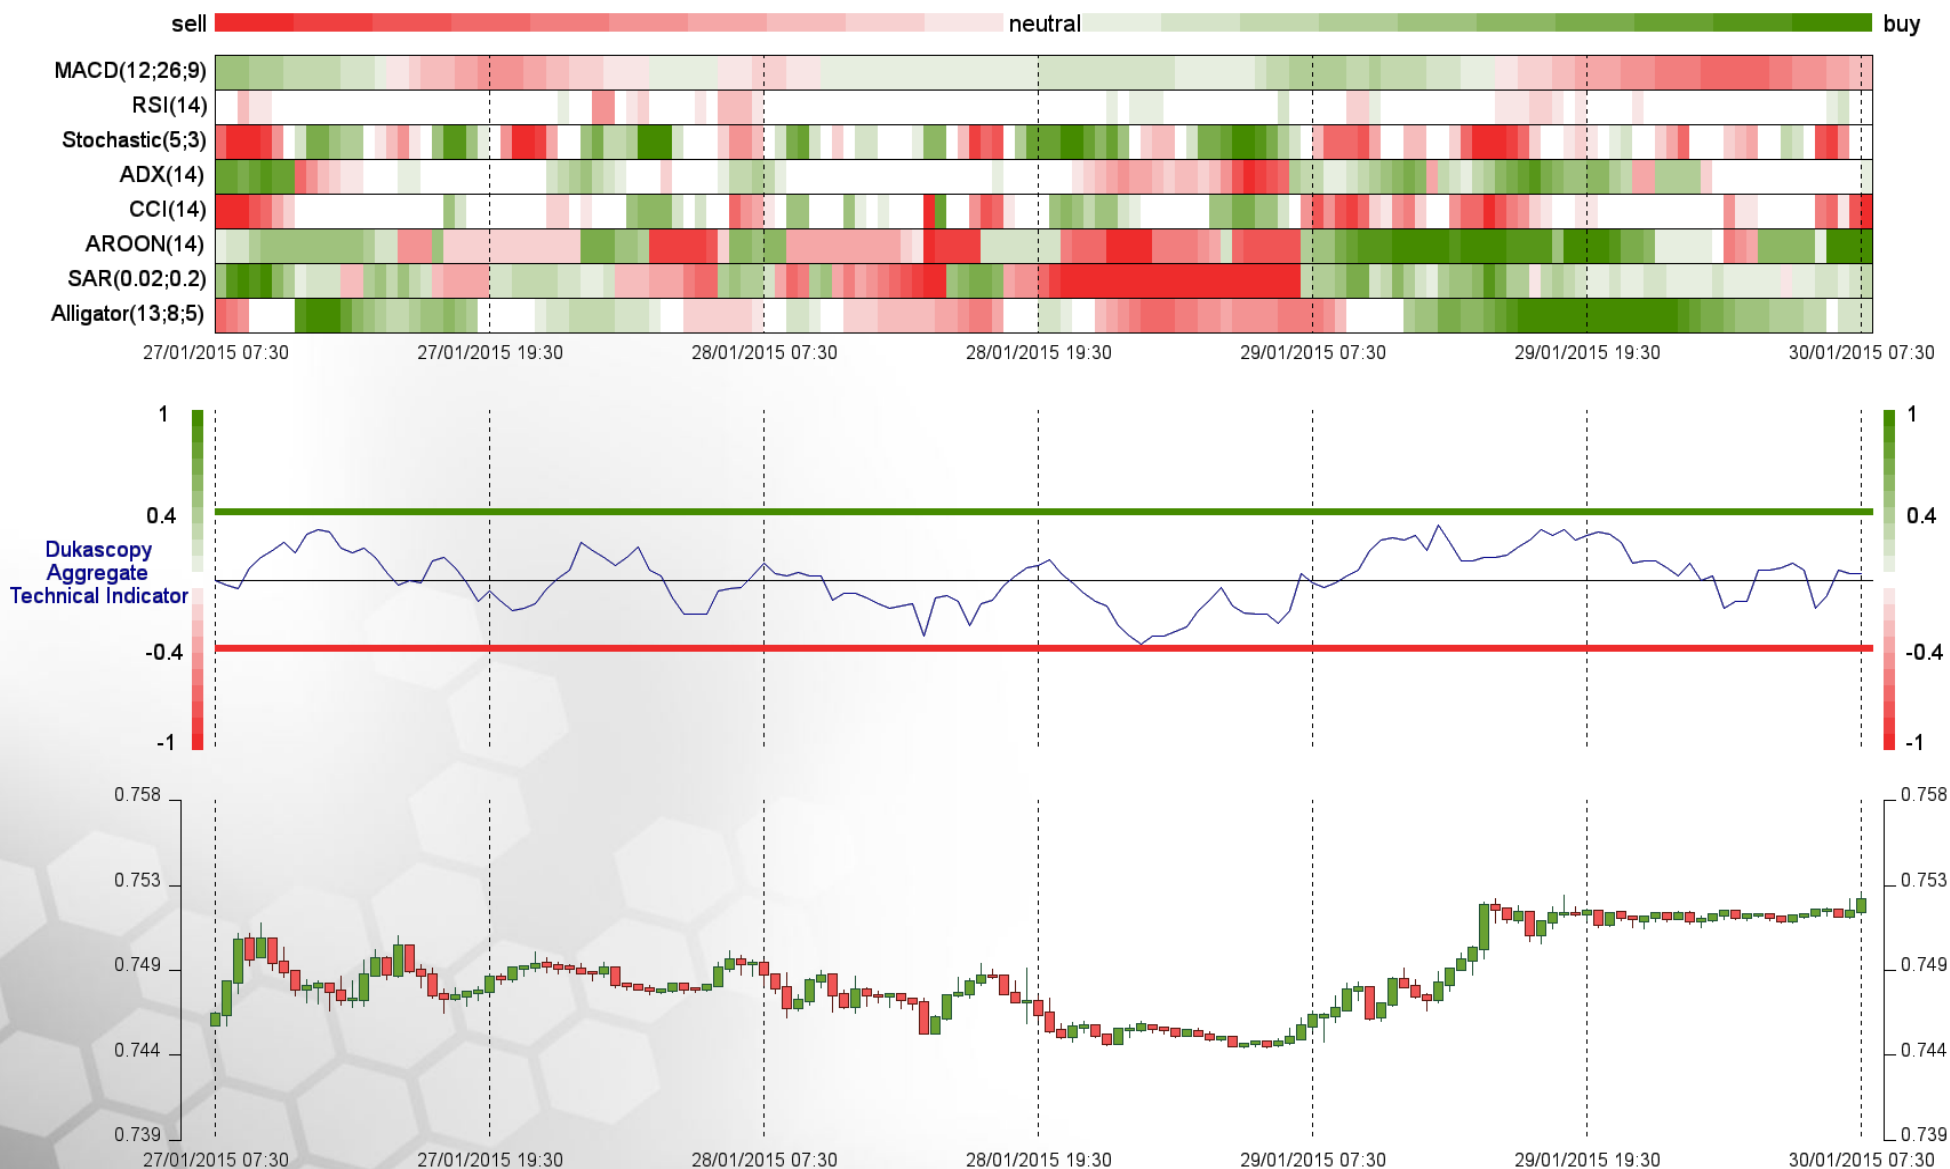 sell neutral buy
MACD(12;26;9)
RSI(14)
Stochastic(5;3)
ADX(14)
CCI(14)
AROON(14)
SAR(0.02;0.2)
Alligator(13;8;5)
27/01/2015 07:30 27/01/2015 19:30 28/01/2015 07:30 28/01/2015 19:30 29/01/2015 07:30 29/01/2015 19:30 30/01/2015 07:30
1 1
0.4 0.4
Dukascopy
Aggregate
Technical Indicator
-0.4 -0.4
-1 -1
0.758 0.758
0.753 0.753
0.749 0.749
0.744 0.744
0.739 0.739
27/01/2015 07:30 27/01/2015 19:30 28/01/2015 07:30 28/01/2015 19:30 29/01/2015 07:30 29/01/2015 19:30 30/01/2015 07:30